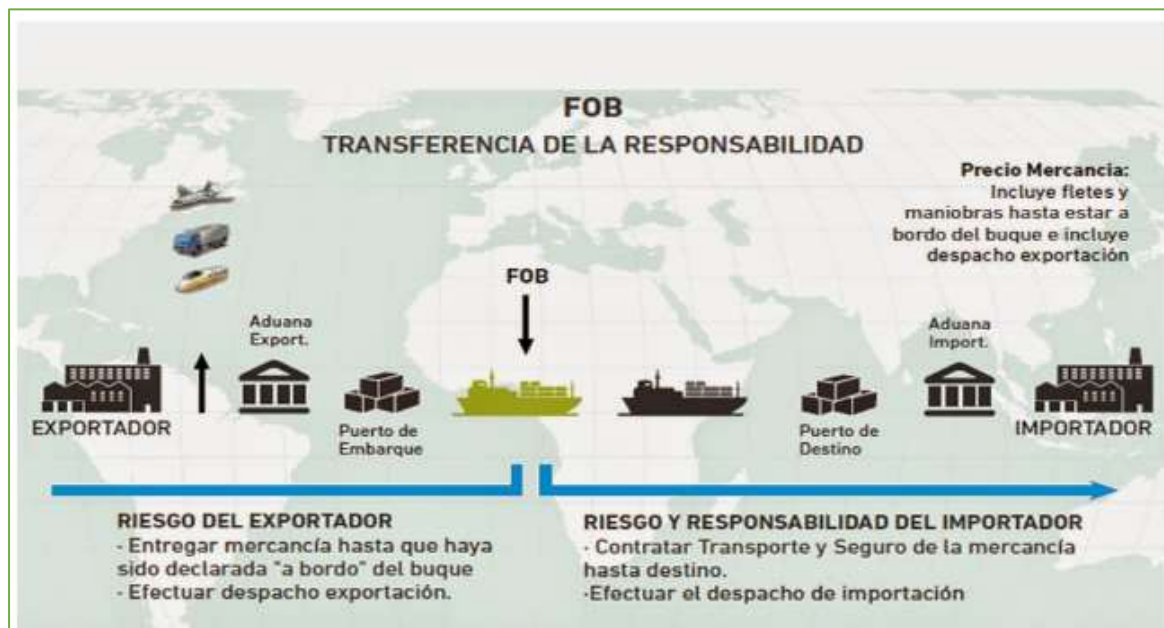 FOB
TRANSFERENCIA DE LA RESPONSABILIDAD
Precio Mercancia:
Incluye fletes y
maniobras hasta estar a
bordo del buque e incluye
despacho exportación
FOB
Aduana
Export.
Aduana
Import.
EXPORTADOR
Puerto de
Embarque
Puerto de
Destino
IMPORTADOR
RIESGO DEL EXPORTADOR
· Entregar mercancía hasta que haya
sido declarada "a bordo" del buque
- Efectuar despacho exportación.
RIESGO Y RESPONSABILIDAD DEL IMPORTADOR
· Contratar Transporte y Seguro de la mercancía
hasta destino.
·Efectuar el despacho de importación